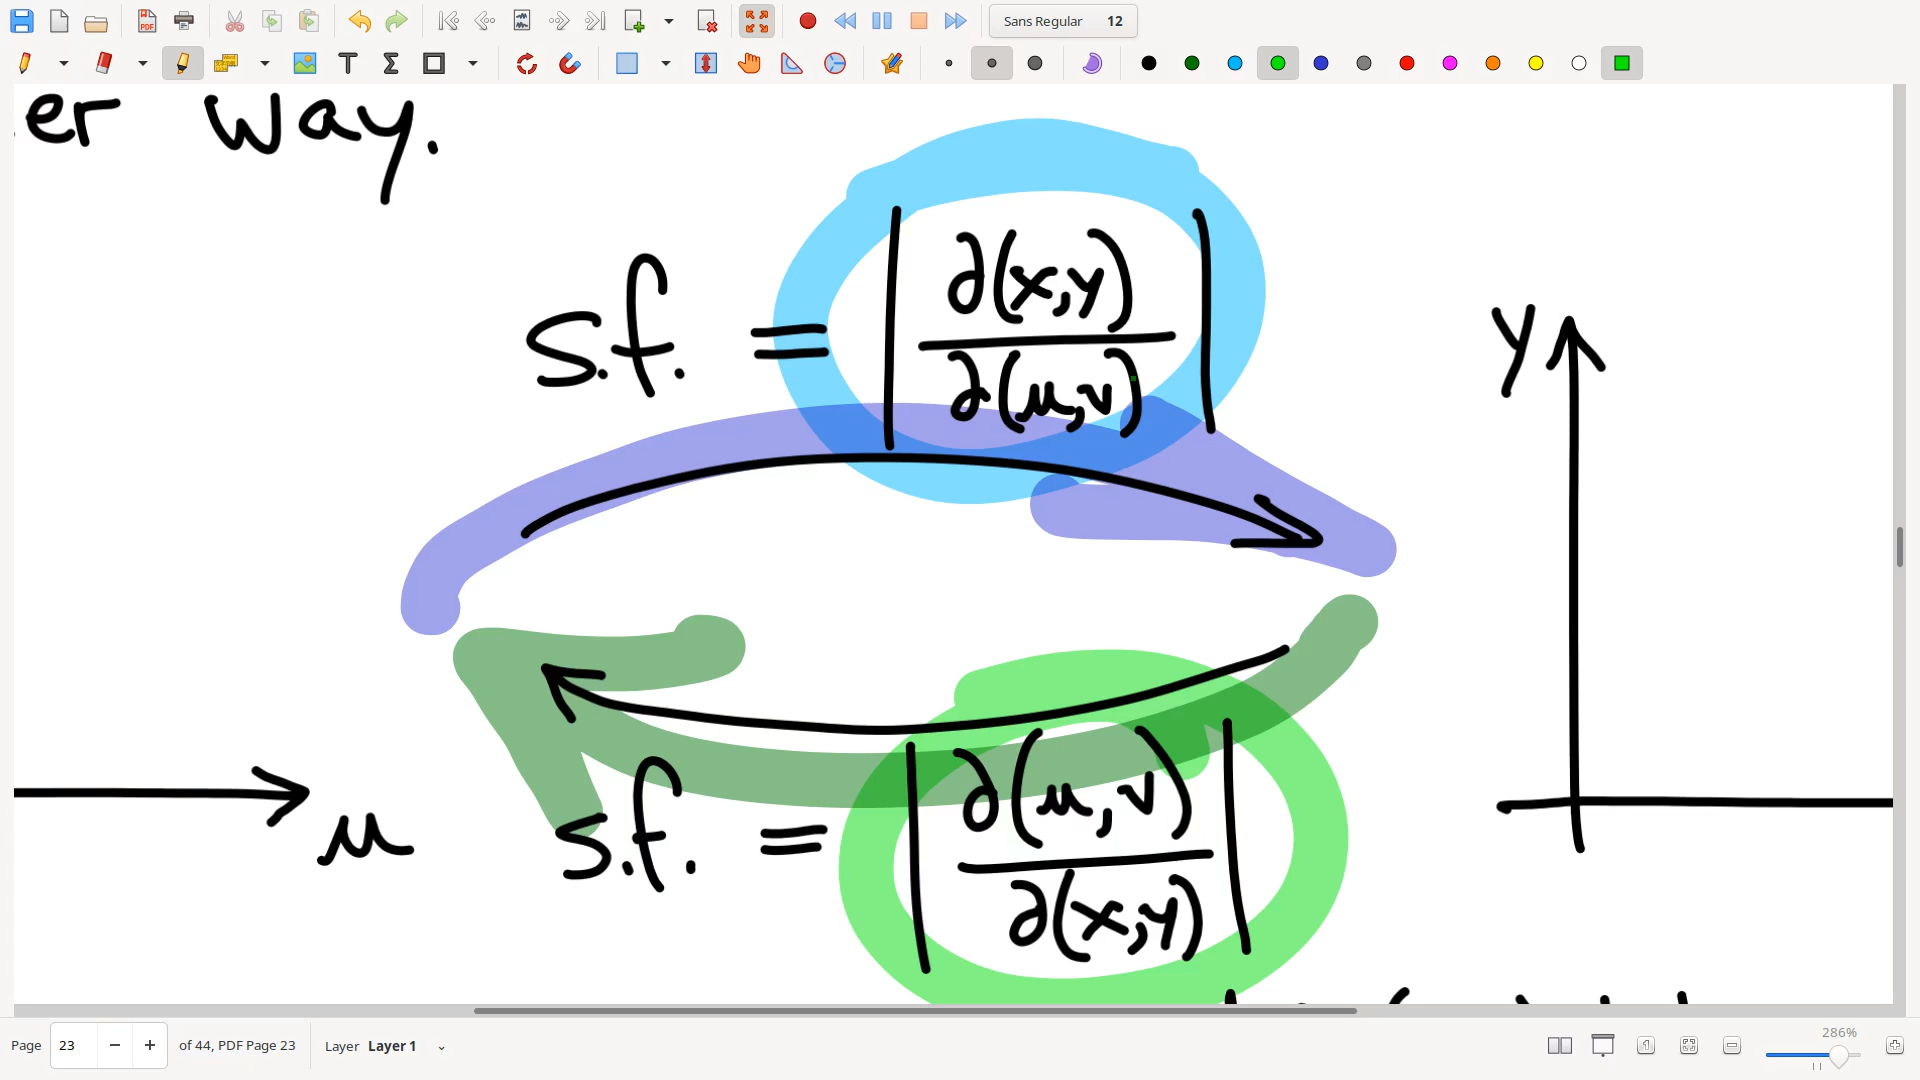 Sans Regular 12
er way.
s.f. = |∂(x,y)/∂(u,v)|
y
u
s.f. = |∂(u,v)/∂(x,y)|
Page 23 − + of 44, PDF Page 23 Layer Layer 1
286%